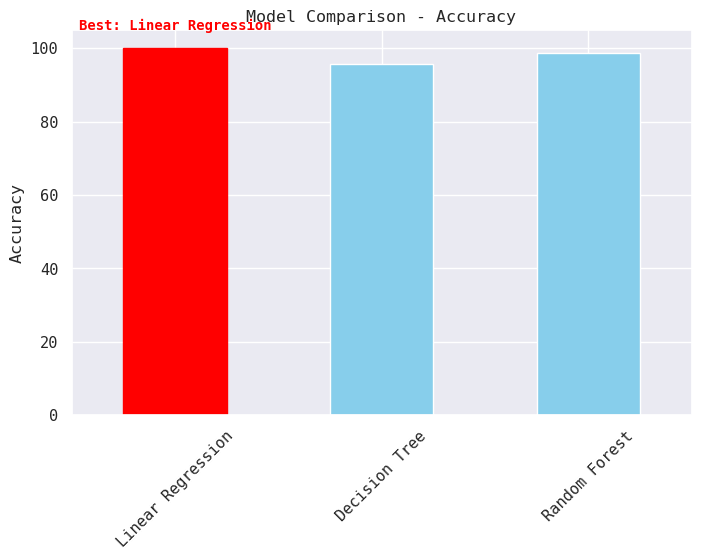 Model Comparison - Accuracy
Best: Linear Regression
Accuracy
100
80
60
40
20
0
Linear Regression
Decision Tree
Random Forest